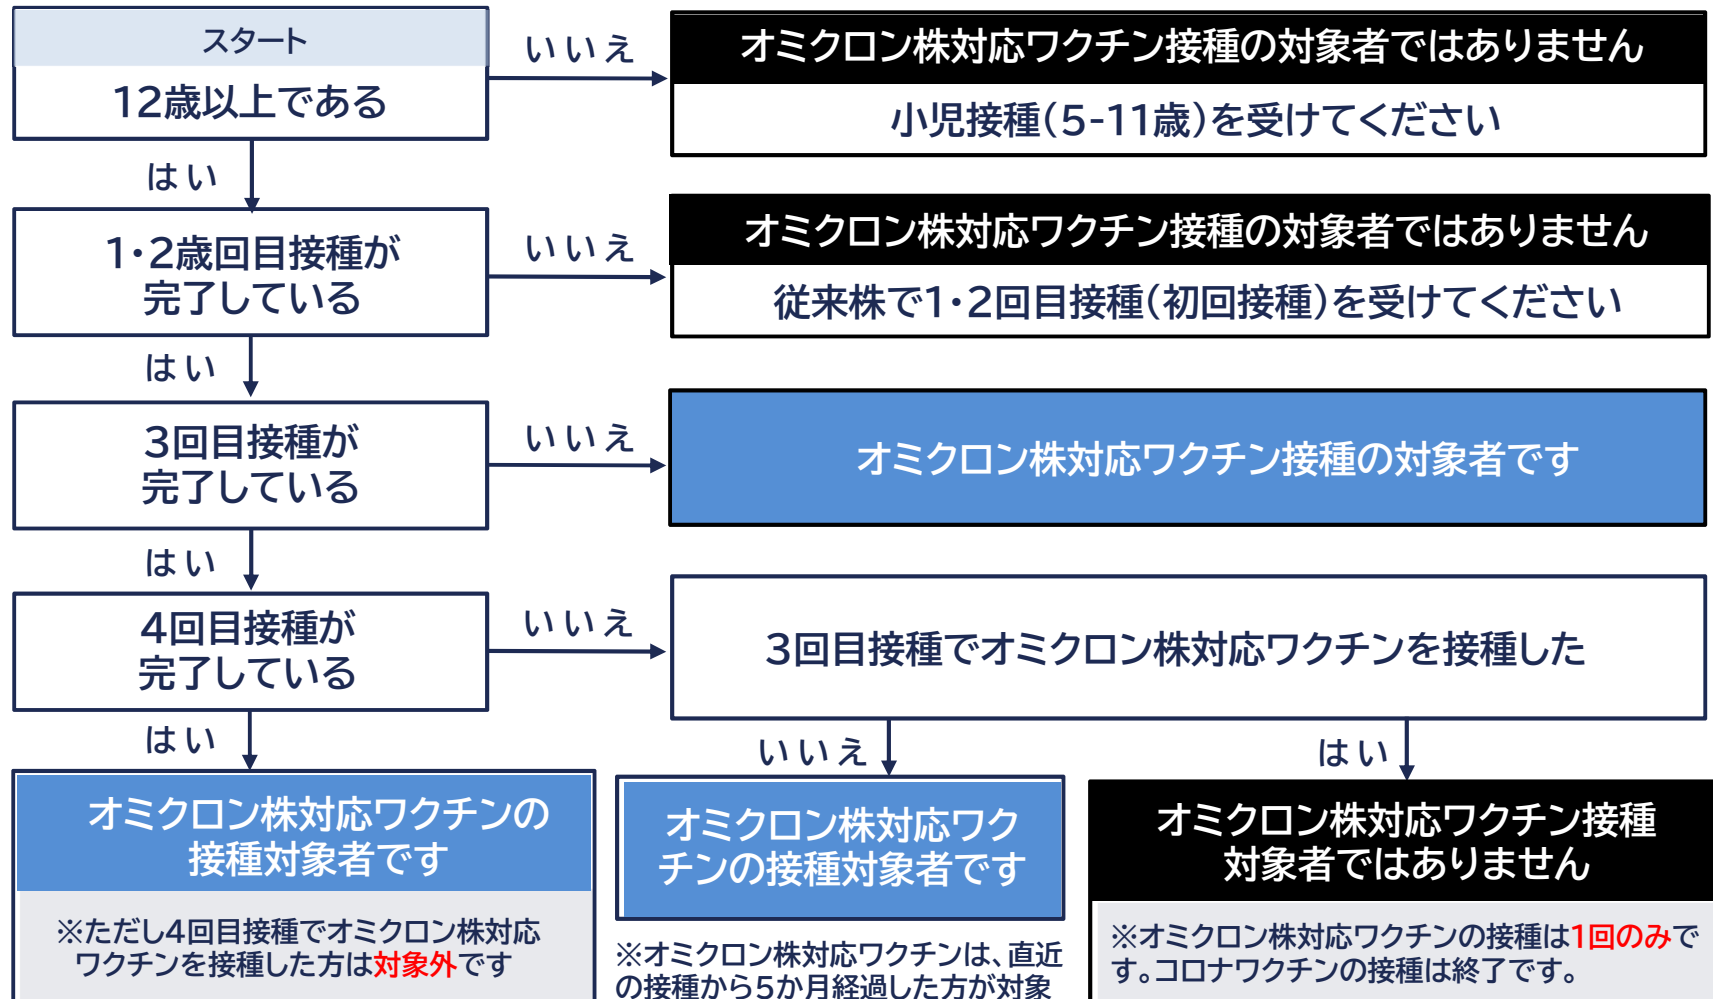 スタート
12歳以上である
いいえ
オミクロン株対応ワクチン接種の対象者ではありません
小児接種(5-11歳)を受けてください
はい
1・2歳回目接種が
完了している
いいえ
オミクロン株対応ワクチン接種の対象者ではありません
従来株で1・2回目接種(初回接種)を受けてください
はい
3回目接種が
完了している
いいえ
オミクロン株対応ワクチン接種の対象者です
はい
4回目接種が
完了している
いいえ
3回目接種でオミクロン株対応ワクチンを接種した
はい
いいえ
はい
オミクロン株対応ワクチンの
接種対象者です
※ただし4回目接種でオミクロン株対応
ワクチンを接種した方は対象外です
オミクロン株対応ワク
チンの接種対象者です
※オミクロン株対応ワクチンは、直近
の接種から5か月経過した方が対象
オミクロン株対応ワクチン接種
対象者ではありません
※オミクロン株対応ワクチンの接種は1回のみで
す。コロナワクチンの接種は終了です。